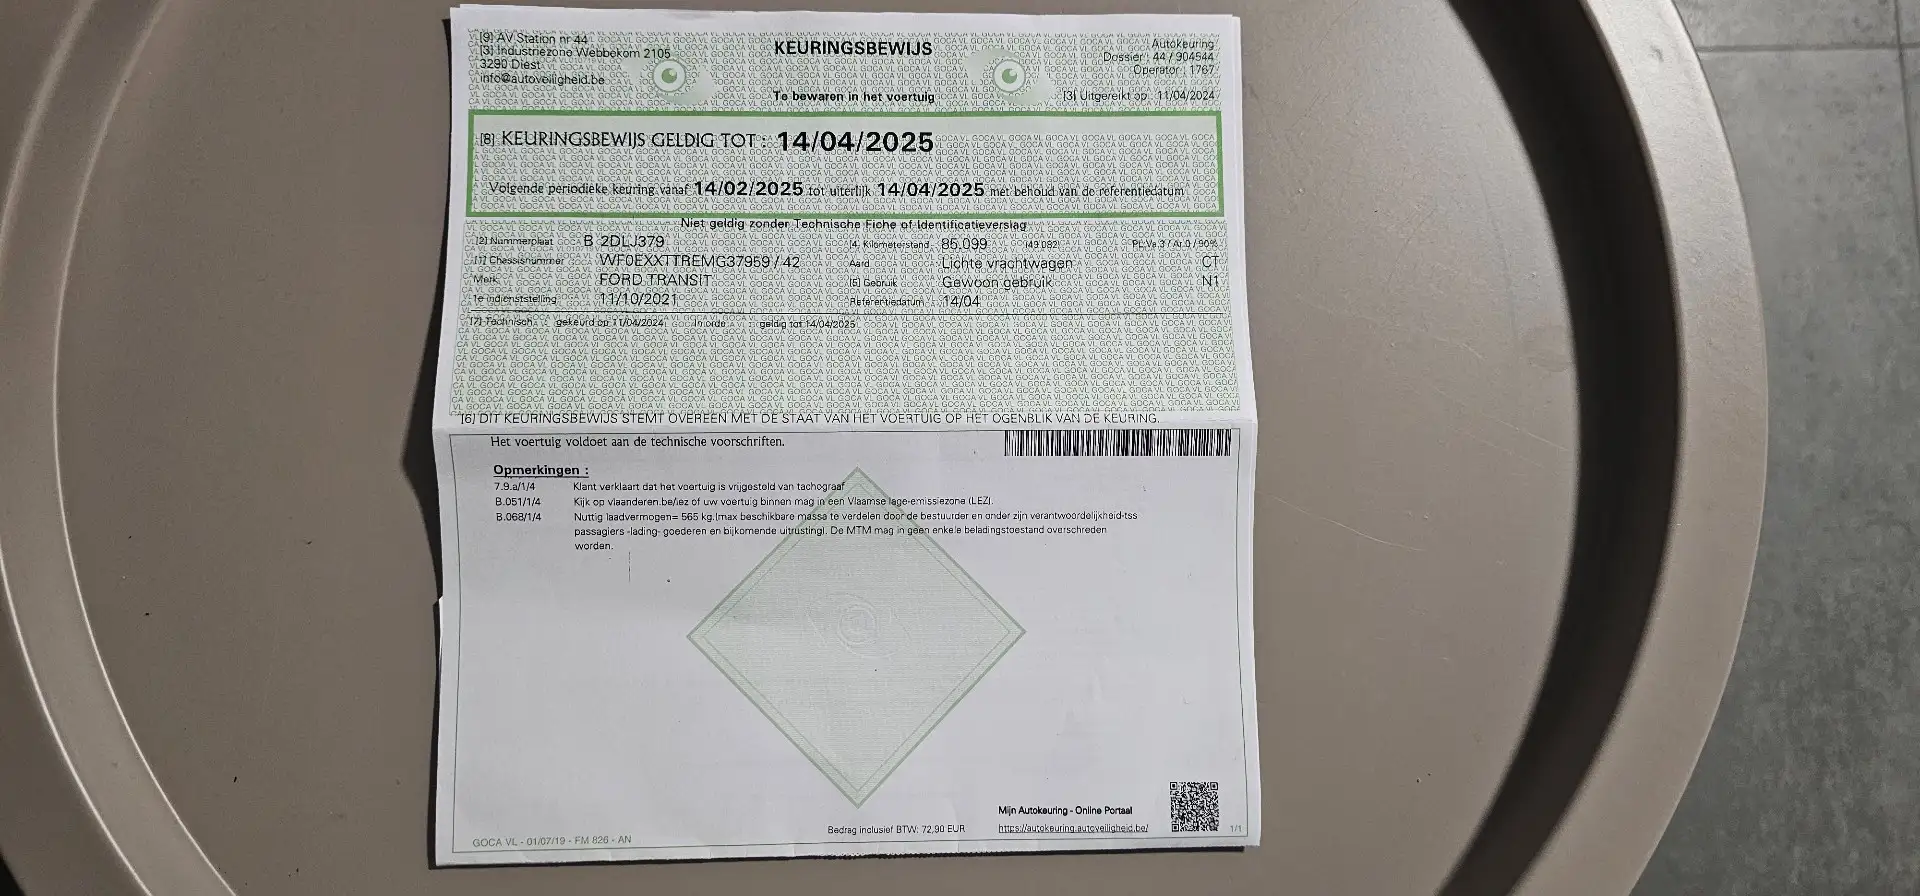 [9] AV Station nr 44
[3] Industriezone Webbekom 2105
3290 Diest
info@autoveiligheid.be
KEURINGSBEWIJS
Te bewaren in het voertuig
Autokeuring
Dossier : 44 / 904544
Operator : 1767
[3] Uitgereikt op : 11/04/2024
[8] KEURINGSBEWIJS GELDIG TOT : 14/04/2025
Volgende periodieke keuring vanaf 14/02/2025 tot uiterlijk 14/04/2025 met behoud van de referentiedatum
Niet geldig zonder Technische Fiche of Identificatieverslag
[2] Nummerplaat B 2DLJ379 [4] Kilometerstand 85.099 (49.082) PL.Va.3 / Ar.0 / 90%
[1] Chassisnummer WF0EXXTTREMG37959 / 42 Aard Lichte vrachtwagen CT
Merk FORD TRANSIT [5] Gebruik Gewoon gebruik N1
1e indienststelling 11/10/2021 Referentiedatum 14/04
[7] Technisch : gekeurd op 11/04/2024 In orde : geldig tot 14/04/2025
[6] DIT KEURINGSBEWIJS STEMT OVEREEN MET DE STAAT VAN HET VOERTUIG OP HET OGENBLIK VAN DE KEURING.
Het voertuig voldoet aan de technische voorschriften.
Opmerkingen :
7.9.a/1/4 Klant verklaart dat het voertuig is vrijgesteld van tachograaf
B.051/1/4 Kijk op vlaanderen.be/lez of uw voertuig binnen mag in een Vlaamse lage-emissiezone (LEZ).
B.068/1/4 Nuttig laadvermogen= 565 kg.(max beschikbare massa te verdelen door de bestuurder en onder zijn verantwoordelijkheid-tss
passagiers -lading- goederen en bijkomende uitrusting). De MTM mag in geen enkele beladingstoestand overschreden
worden.
Mijn Autokeuring - Online Portaal
Bedrag inclusief BTW: 72,90 EUR
https://autokeuring.autoveiligheid.be/
1/1
GOCA VL - 01/07/19 - FM 826 - AN